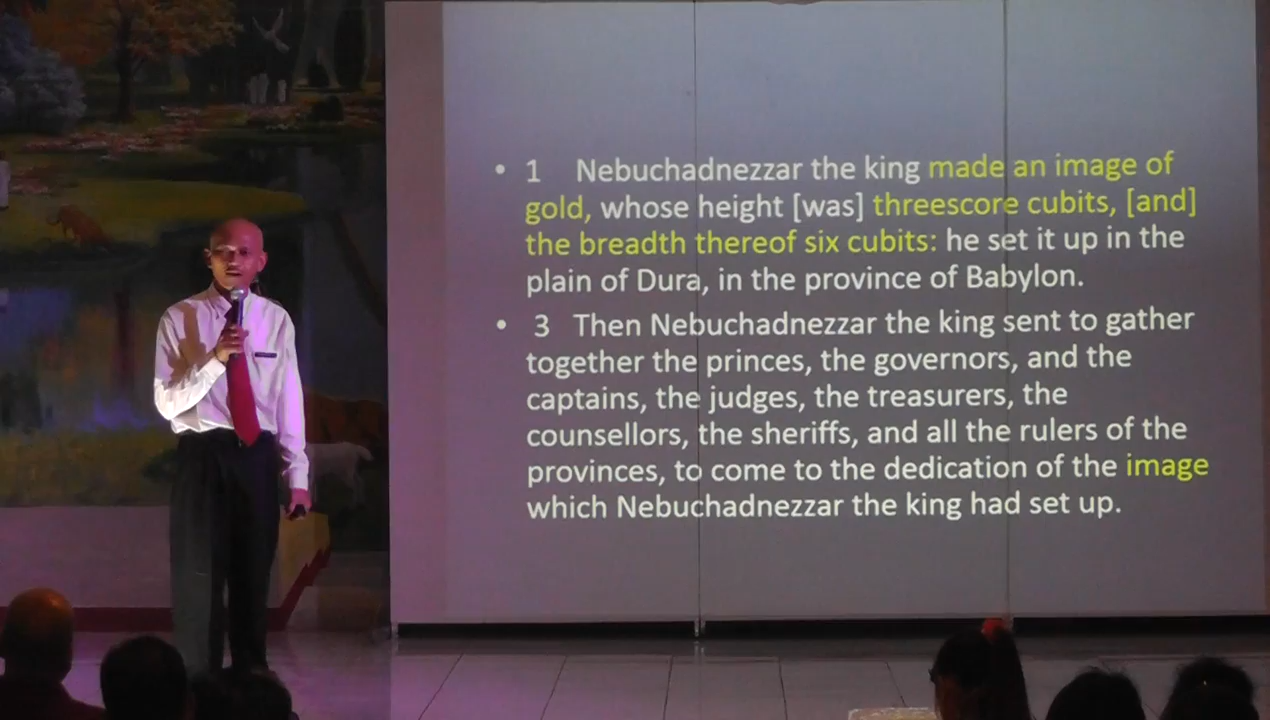 • 1 Nebuchadnezzar the king made an image of
gold, whose height [was] threescore cubits, [and]
the breadth thereof six cubits: he set it up in the
plain of Dura, in the province of Babylon.
• 3 Then Nebuchadnezzar the king sent to gather
together the princes, the governors, and the
captains, the judges, the treasurers, the
counsellors, the sheriffs, and all the rulers of the
provinces, to come to the dedication of the image
which Nebuchadnezzar the king had set up.